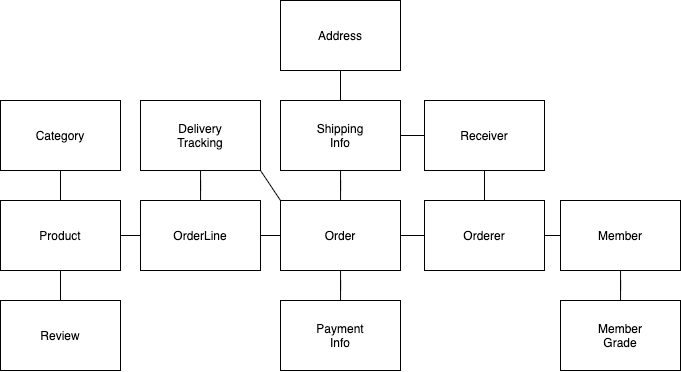 Address
Category
Delivery
Tracking
Shipping
Info
Receiver
Product
OrderLine
Order
Orderer
Member
Review
Payment
Info
Member
Grade